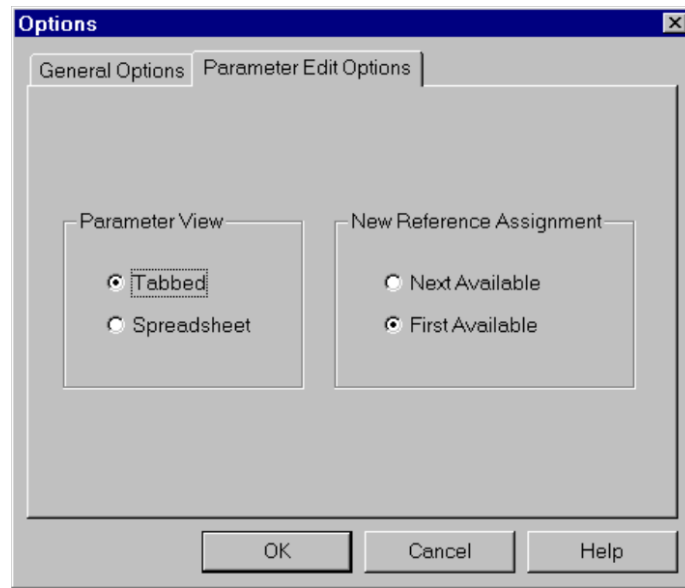 Options
General Options
Parameter Edit Options
Parameter View
New Reference Assignment
Tabbed
Next Available
Spreadsheet
First Available
OK
Cancel
Help